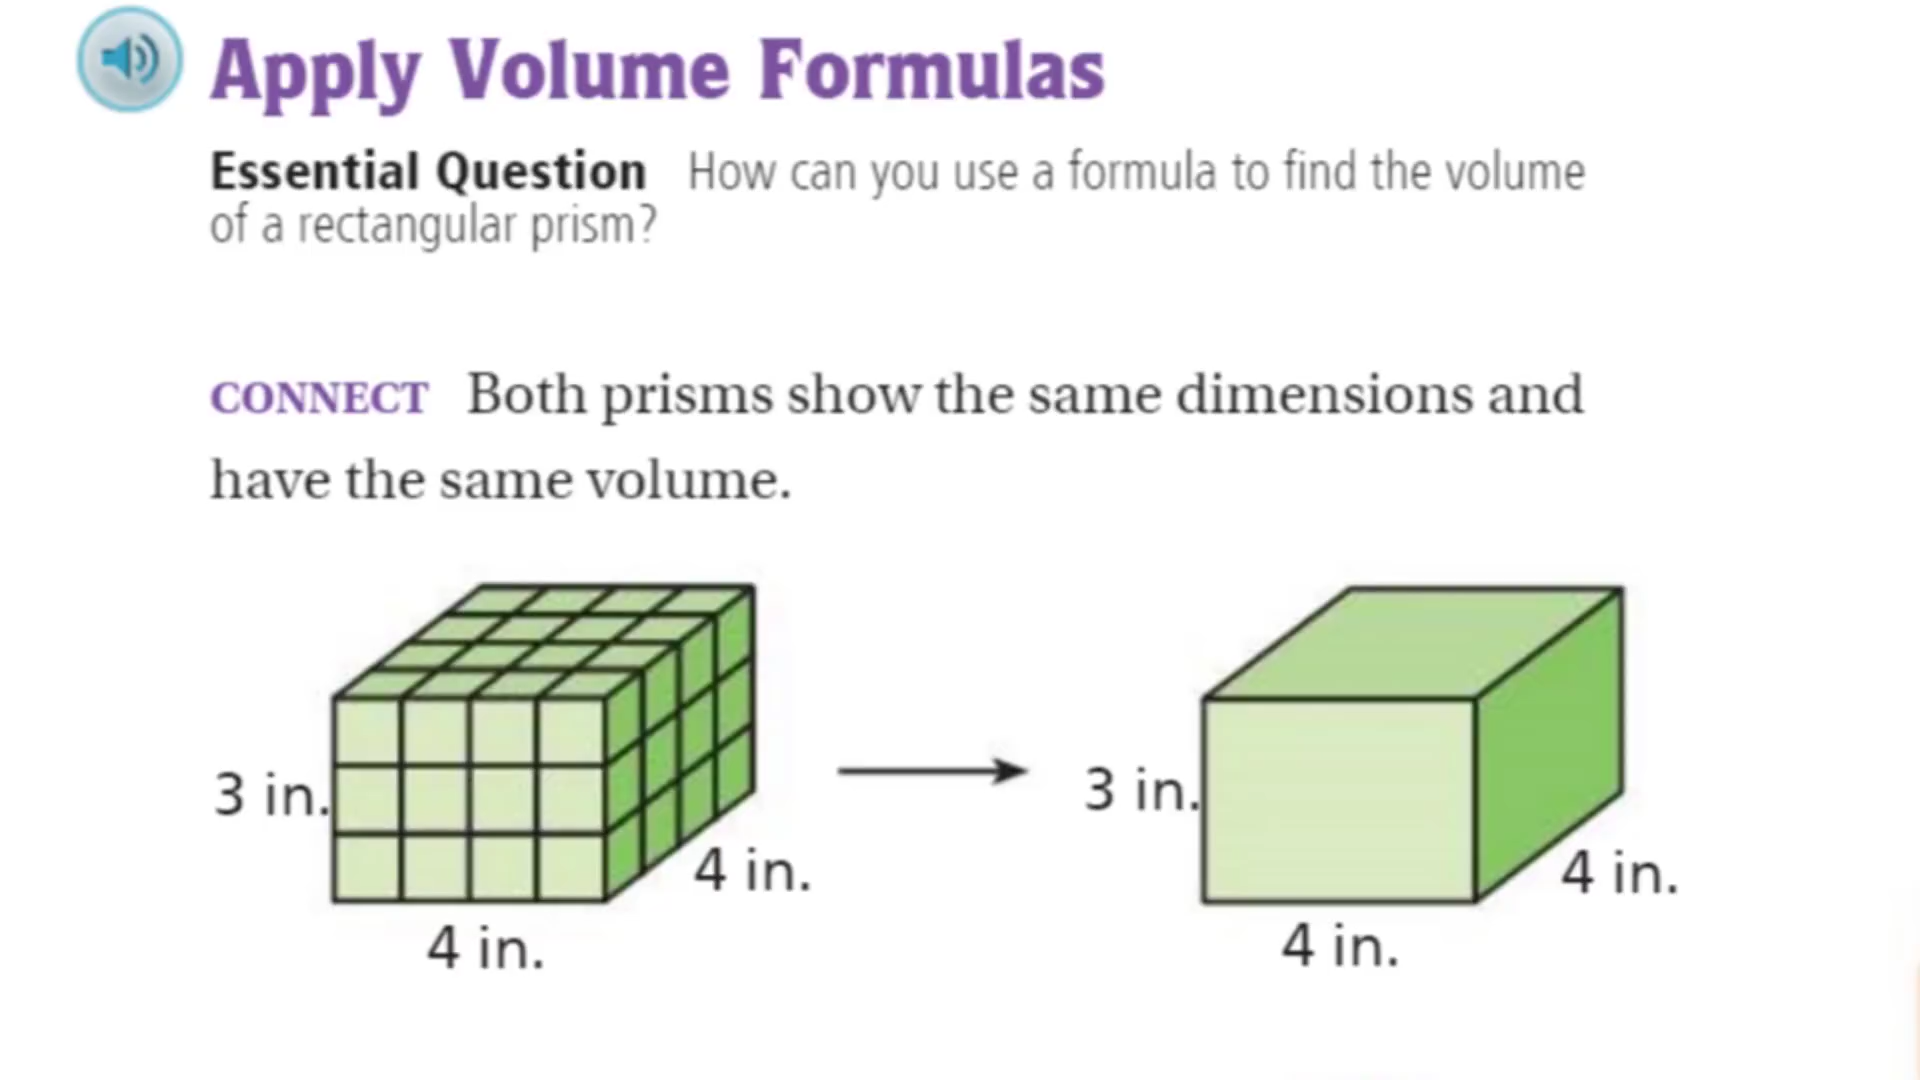 Apply Volume Formulas
Essential Question How can you use a formula to find the volume
of a rectangular prism?
CONNECT Both prisms show the same dimensions and
have the same volume.
3 in.
4 in.
4 in.
3 in.
4 in.
4 in.